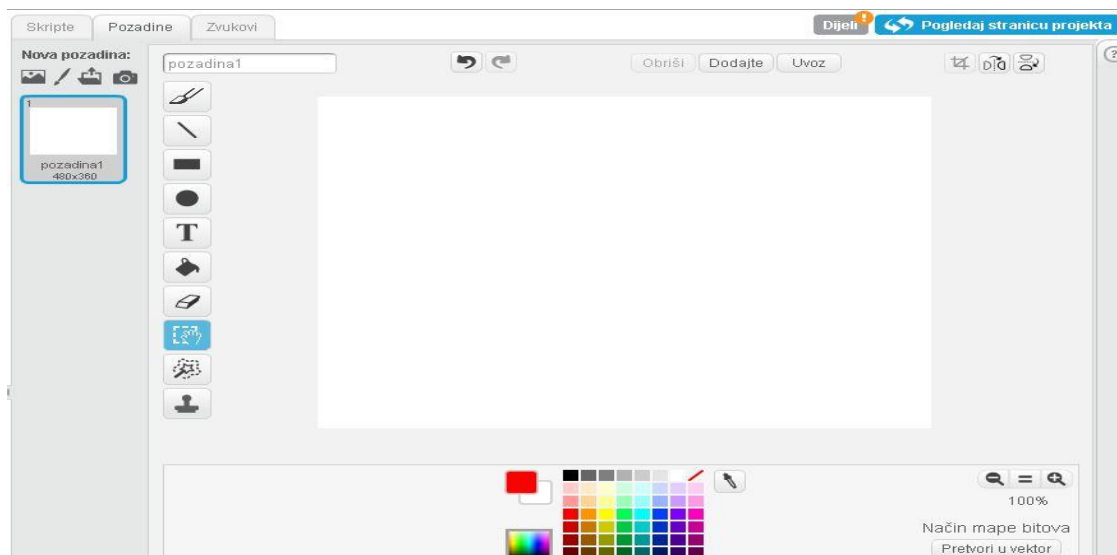 Skripte Pozadine Zvukovi Dijeli ! Pogledaj stranicu projekta
Nova pozadina:
pozadina1 Obriši Dodajte Uvoz
1
pozadina1
480x360
T
100%
Način mape bitova
Pretvori u vektor